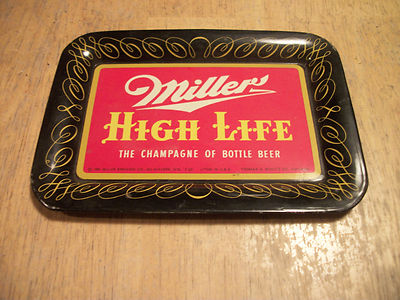 Miller
HIGH LIFE
THE CHAMPAGNE OF BOTTLE BEER